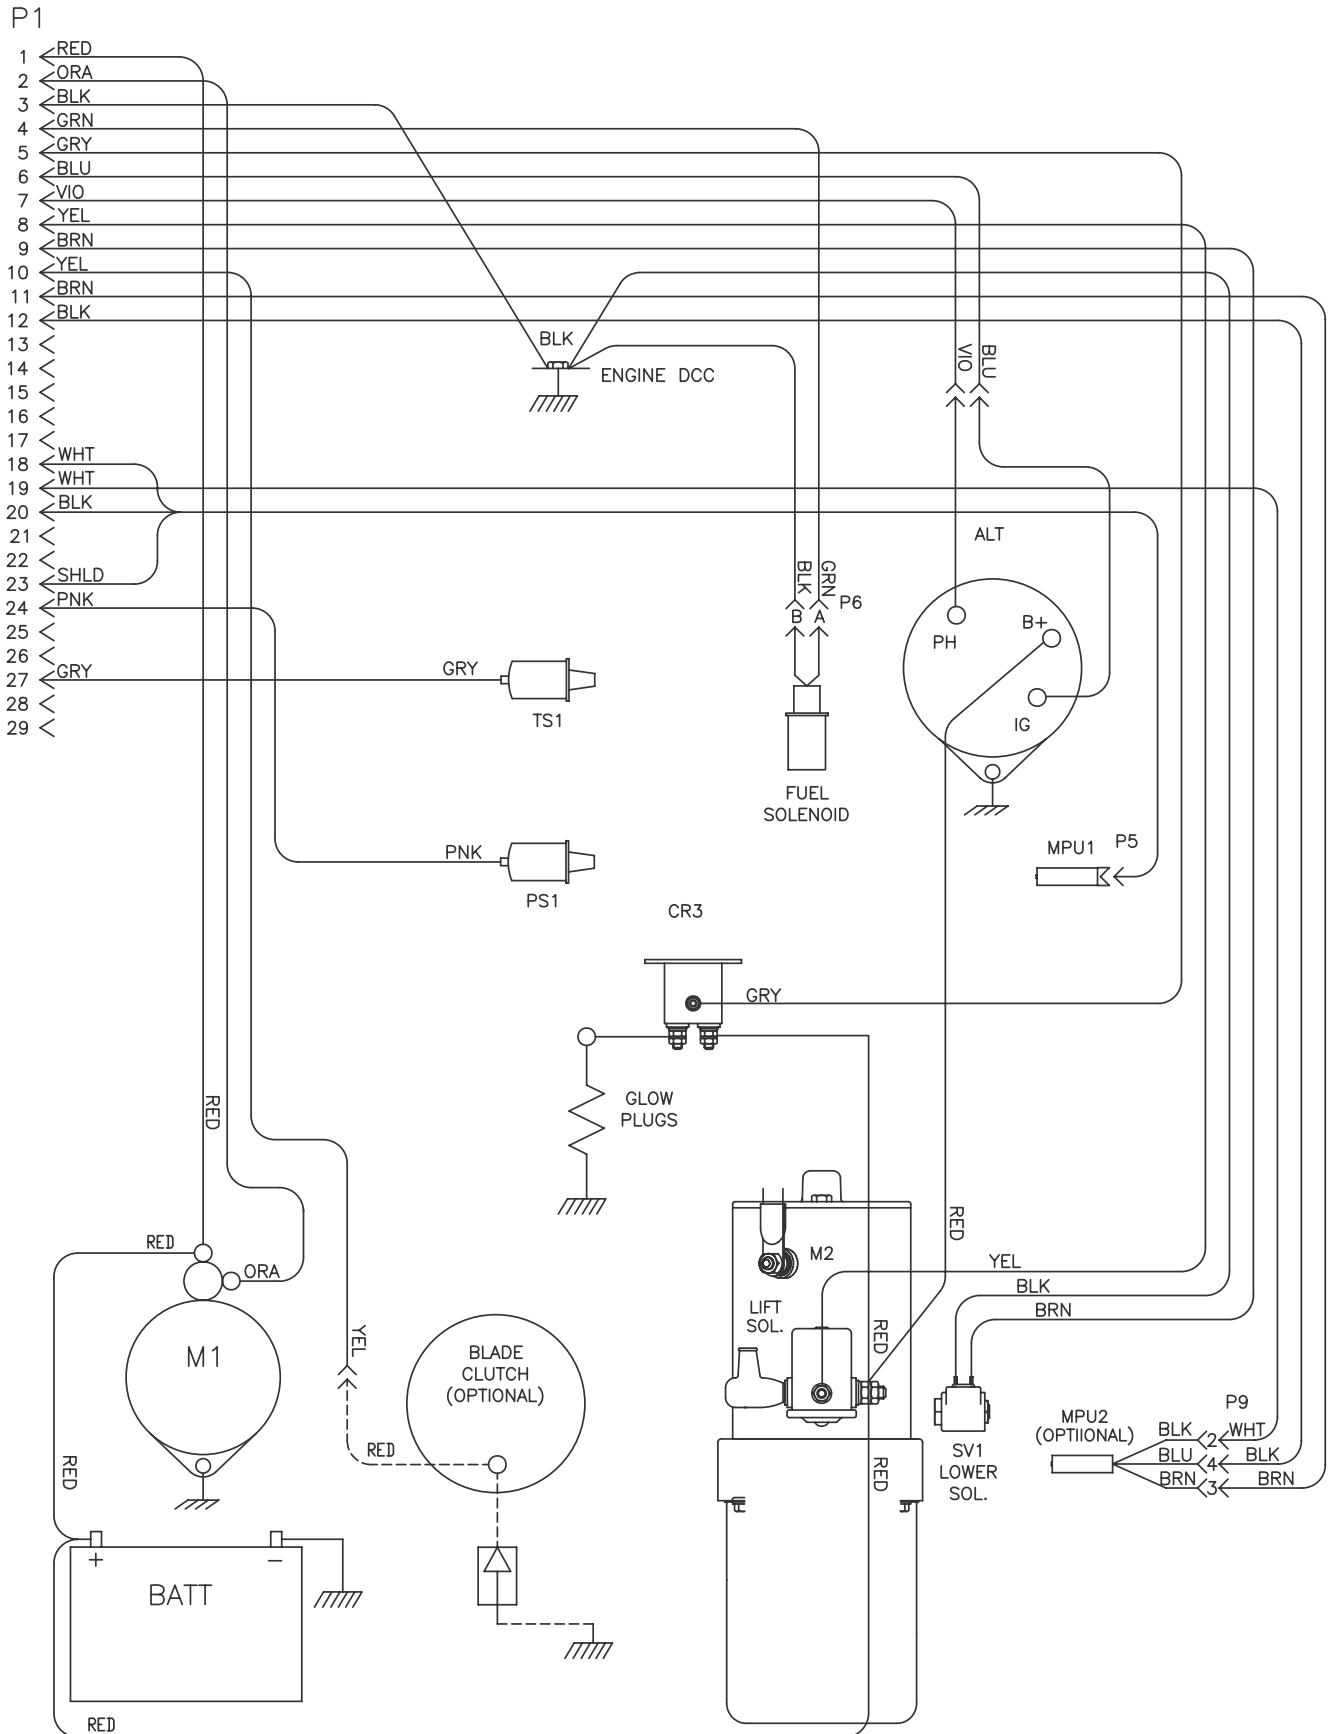 P1
1 RED
2 ORA
3 BLK
4 GRN
5 GRY
6 BLU
7 VIO
8 YEL
9 BRN
10 YEL
11 BRN
12 BLK
13
14
15
16
17
18 WHT
19 WHT
20 BLK
21
22
23 SHLD
24 PNK
25
26
27 GRY
28
29
BLK
ENGINE DCC
VIO
BLU
ALT
BLK
GRN
P6
B A
PH
B+
IG
GRY
TS1
FUEL
SOLENOID
PNK
PS1
MPU1
P5
CR3
GRY
GLOW
PLUGS
RED
RED
RED
ORA
M1
M2
YEL
BLK
BRN
LIFT
SOL.
RED
YEL
BLADE
CLUTCH
(OPTIONAL)
RED
RED
RED
SV1
LOWER
SOL.
MPU2
(OPTIIONAL)
P9
BLK 2 WHT
BLU 4 BLK
BRN 3 BRN
+
−
BATT
RED